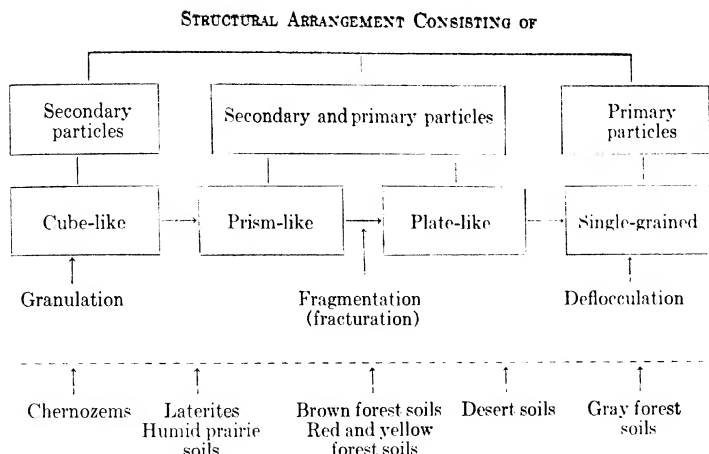 STRUCTURAL ARRANGEMENT CONSISTING OF
Secondary
particles
Secondary and primary particles
Primary
particles
Cube-like
Prism-like
Plate-like
Single-grained
Granulation
Fragmentation
(fracturation)
Deflocculation
Chernozems
Laterites
Humid prairie
soils
Brown forest soils
Red and yellow
forest soils
Desert soils
Gray forest
soils